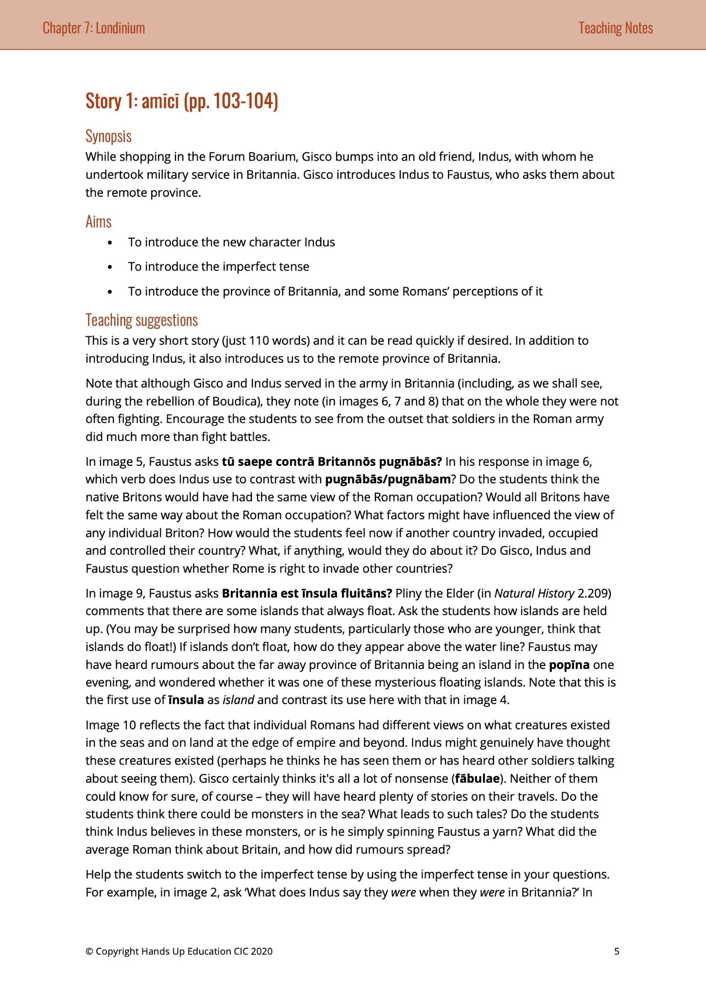 Chapter 7: Londīnium
Teaching Notes
Story 1: amīcī (pp. 103-104)
Synopsis
While shopping in the Forum Boarium, Gisco bumps into an old friend, Indus, with whom he
undertook military service in Britannia. Gisco introduces Indus to Faustus, who asks them about
the remote province.
Aims
• To introduce the new character Indus
• To introduce the imperfect tense
• To introduce the province of Britannia, and some Romans’ perceptions of it
Teaching suggestions
This is a very short story (just 110 words) and it can be read quickly if desired. In addition to
introducing Indus, it also introduces us to the remote province of Britannia.
Note that although Gisco and Indus served in the army in Britannia (including, as we shall see,
during the rebellion of Boudica), they note (in images 6, 7 and 8) that on the whole they were not
often fighting. Encourage the students to see from the outset that soldiers in the Roman army
did much more than fight battles.
In image 5, Faustus asks tū saepe contrā Britannōs pugnābās? In his response in image 6,
which verb does Indus use to contrast with pugnābās/pugnābam? Do the students think the
native Britons would have had the same view of the Roman occupation? Would all Britons have
felt the same way about the Roman occupation? What factors might have influenced the view of
any individual Briton? How would the students feel now if another country invaded, occupied
and controlled their country? What, if anything, would they do about it? Do Gisco, Indus and
Faustus question whether Rome is right to invade other countries?
In image 9, Faustus asks Britannia est īnsula fluitāns? Pliny the Elder (in Natural History 2.209)
comments that there are some islands that always float. Ask the students how islands are held
up. (You may be surprised how many students, particularly those who are younger, think that
islands do float!) If islands don’t float, how do they appear above the water line? Faustus may
have heard rumours about the far away province of Britannia being an island in the popīna one
evening, and wondered whether it was one of these mysterious floating islands. Note that this is
the first use of īnsula as island and contrast its use here with that in image 4.
Image 10 reflects the fact that individual Romans had different views on what creatures existed
in the seas and on land at the edge of empire and beyond. Indus might genuinely have thought
these creatures existed (perhaps he thinks he has seen them or has heard other soldiers talking
about seeing them). Gisco certainly thinks it's all a lot of nonsense (fābulae). Neither of them
could know for sure, of course – they will have heard plenty of stories on their travels. Do the
students think there could be monsters in the sea? What leads to such tales? Do the students
think Indus believes in these monsters, or is he simply spinning Faustus a yarn? What did the
average Roman think about Britain, and how did rumours spread?
Help the students switch to the imperfect tense by using the imperfect tense in your questions.
For example, in image 2, ask ‘What does Indus say they were when they were in Britannia?’ In
© Copyright Hands Up Education CIC 2020
5